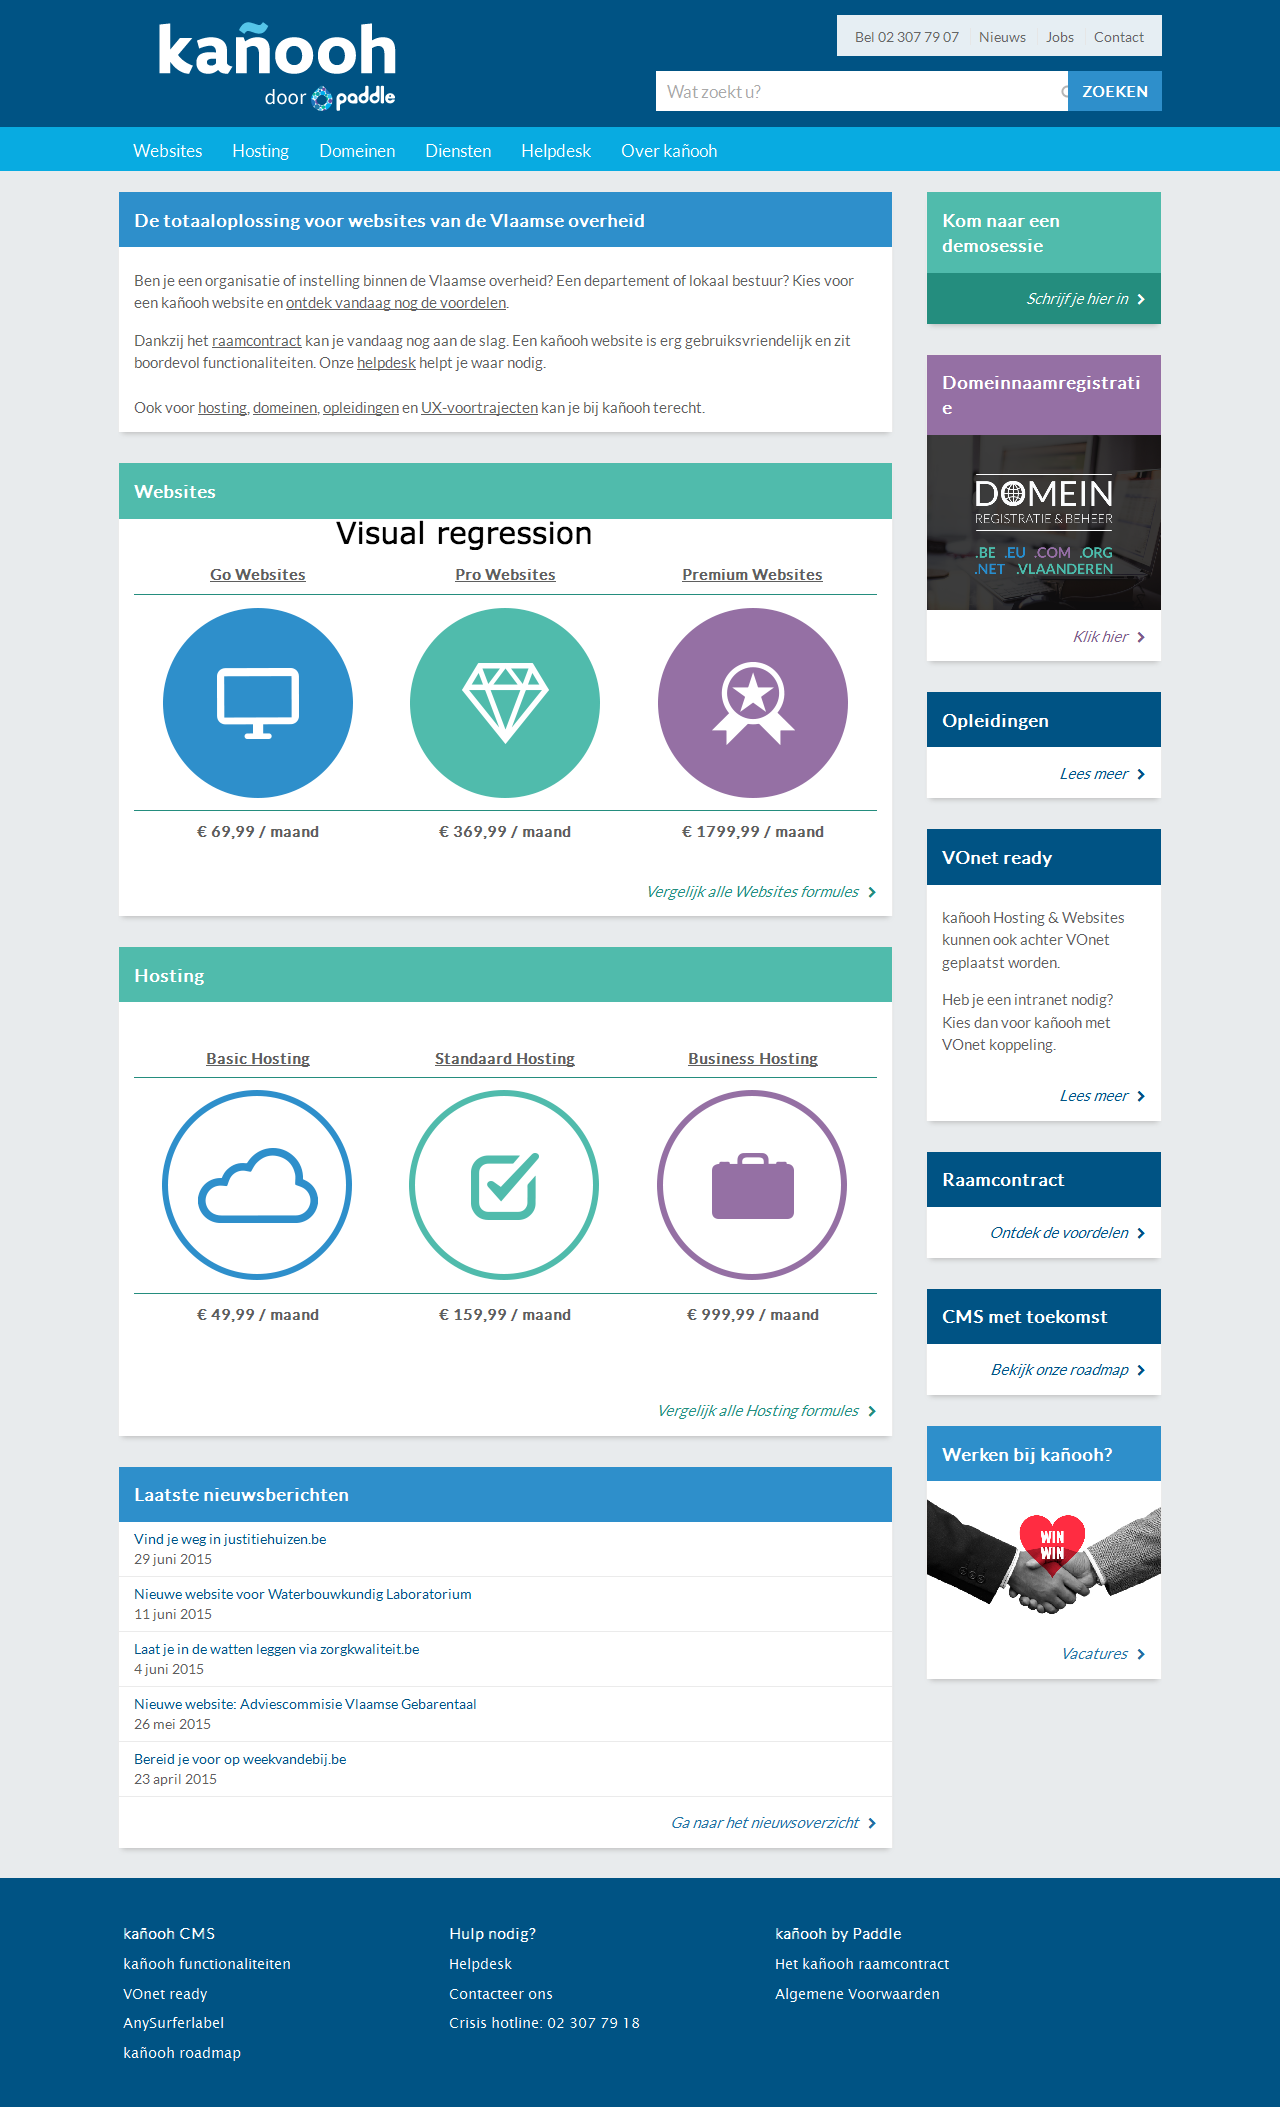 kañooh
door paddle
Bel 02 307 79 07 Nieuws Jobs Contact
Wat zoekt u? ZOEKEN
Websites Hosting Domeinen Diensten Helpdesk Over kañooh
De totaaloplossing voor websites van de Vlaamse overheid
Ben je een organisatie of instelling binnen de Vlaamse overheid? Een departement of lokaal bestuur? Kies voor
een kañooh website en ontdek vandaag nog de voordelen.
Dankzij het raamcontract kan je vandaag nog aan de slag. Een kañooh website is erg gebruiksvriendelijk en zit
boordevol functionaliteiten. Onze helpdesk helpt je waar nodig.
Ook voor hosting, domeinen, opleidingen en UX-voortrajecten kan je bij kañooh terecht.
Websites
Visual regression
Go Websites Pro Websites Premium Websites
€ 69,99 / maand € 369,99 / maand € 1799,99 / maand
Vergelijk alle Websites formules
Hosting
Basic Hosting Standaard Hosting Business Hosting
€ 49,99 / maand € 159,99 / maand € 999,99 / maand
Vergelijk alle Hosting formules
Laatste nieuwsberichten
Vind je weg in justitiehuizen.be
29 juni 2015
Nieuwe website voor Waterbouwkundig Laboratorium
11 juni 2015
Laat je in de watten leggen via zorgkwaliteit.be
4 juni 2015
Nieuwe website: Adviescommisie Vlaamse Gebarentaal
26 mei 2015
Bereid je voor op weekvandebij.be
23 april 2015
Ga naar het nieuwsoverzicht
Kom naar een
demosessie
Schrijf je hier in
Domeinnaamregistrati
e
DOMEIN
REGISTRATIE & BEHEER
.BE .EU .COM .ORG
.NET .VLAANDEREN
Klik hier
Opleidingen
Lees meer
VOnet ready
kañooh Hosting & Websites
kunnen ook achter VOnet
geplaatst worden.
Heb je een intranet nodig?
Kies dan voor kañooh met
VOnet koppeling.
Lees meer
Raamcontract
Ontdek de voordelen
CMS met toekomst
Bekijk onze roadmap
Werken bij kañooh?
WIN
WIN
Vacatures
kañooh CMS
kañooh functionaliteiten
VOnet ready
AnySurferlabel
kañooh roadmap
Hulp nodig?
Helpdesk
Contacteer ons
Crisis hotline: 02 307 79 18
kañooh by Paddle
Het kañooh raamcontract
Algemene Voorwaarden